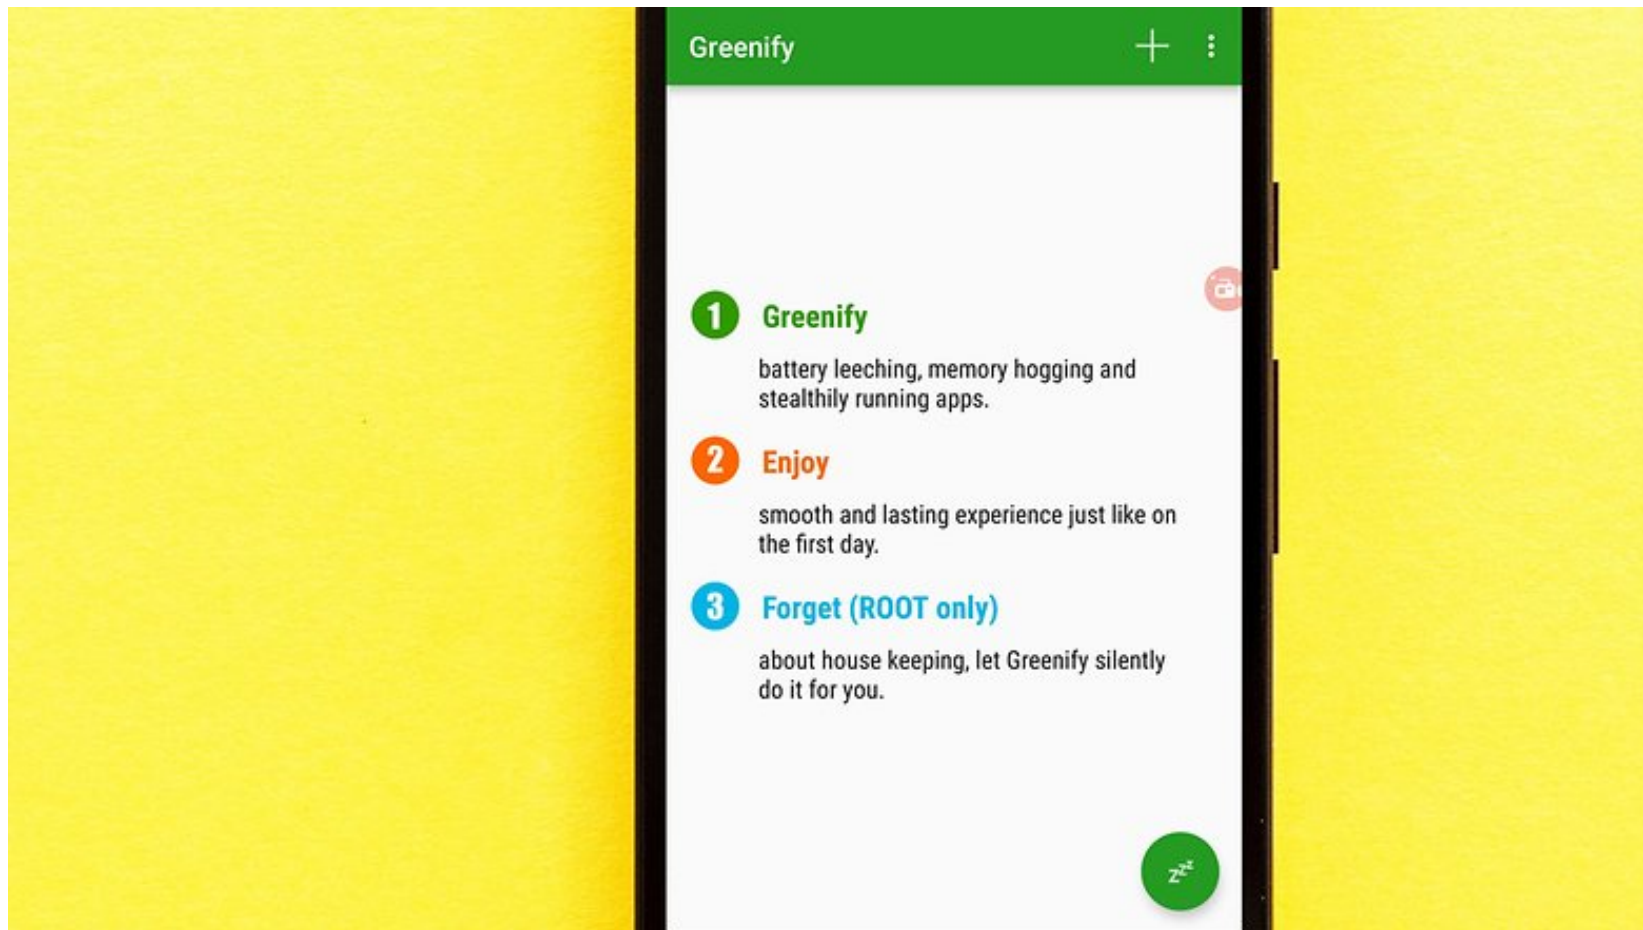 Greenify
1 Greenify
battery leeching, memory hogging and
stealthily running apps.
2 Enjoy
smooth and lasting experience just like on
the first day.
3 Forget (ROOT only)
about house keeping, let Greenify silently
do it for you.
zzz